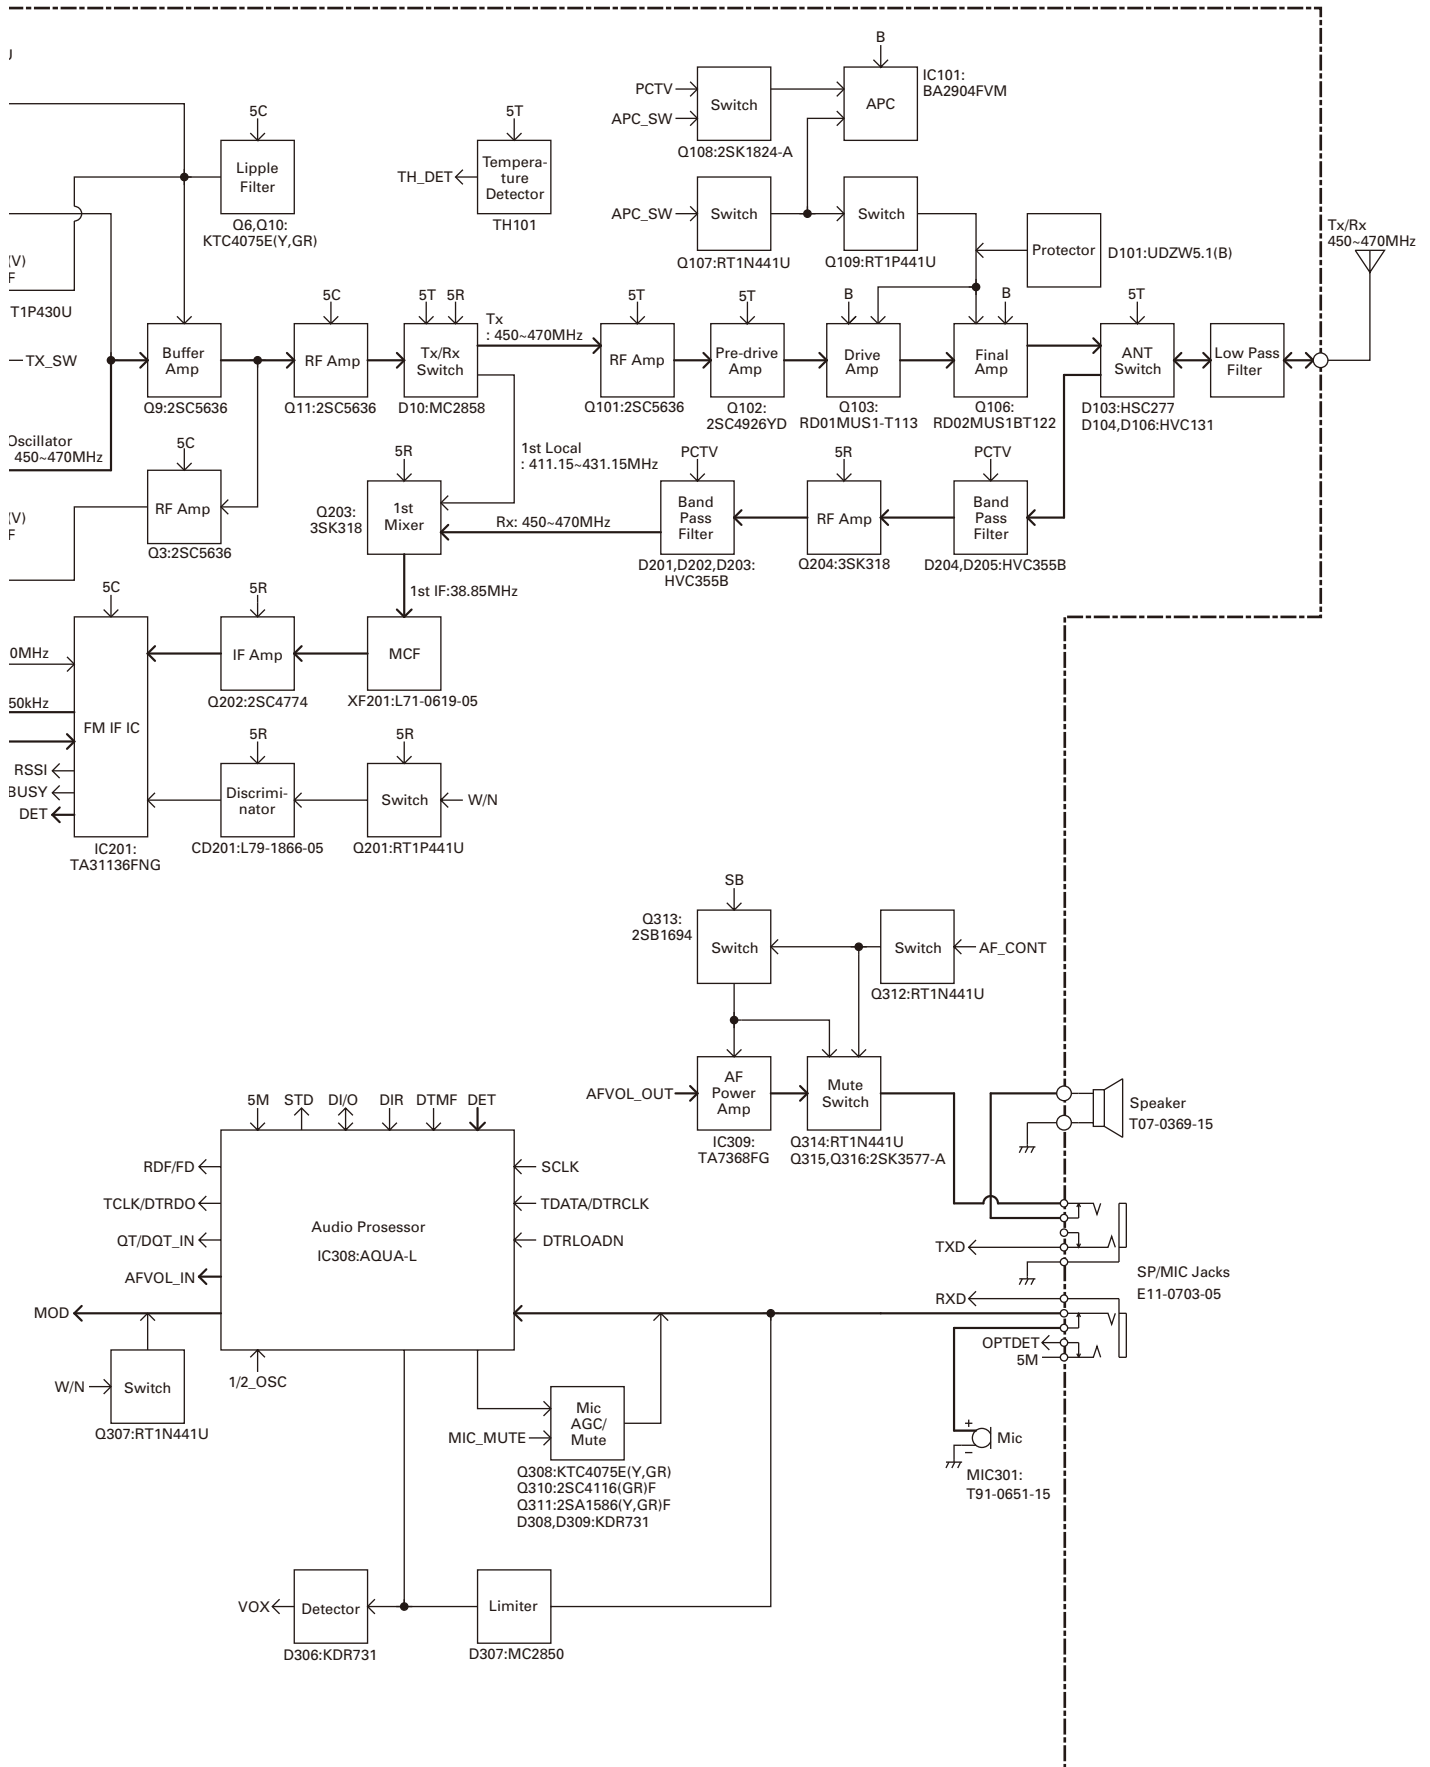 B
IC101:
BA2904FVM
PCTV
APC_SW
Switch
APC
Q108:2SK1824-A
5C
5T
Lipple
Filter
Tempera-
ture
Detector
TH_DET
TH101
Q6,Q10:
KTC4075E(Y,GR)
APC_SW
Switch
Switch
Q107:RT1N441U
Q109:RT1P441U
Protector
D101:UDZW5.1(B)
Tx/Rx
450~470MHz
(V)
F
T1P430U
TX_SW
Buffer
Amp
Q9:2SC5636
5C
RF Amp
Q11:2SC5636
5T
5R
Tx/Rx
Switch
D10:MC2858
Tx
: 450~470MHz
5T
RF Amp
Q101:2SC5636
5T
Pre-drive
Amp
Q102:
2SC4926YD
B
Drive
Amp
Q103:
RD01MUS1-T113
B
Final
Amp
Q106:
RD02MUS1BT122
5T
ANT
Switch
D103:HSC277
D104,D106:HVC131
Low Pass
Filter
Oscillator
450~470MHz
5C
RF Amp
Q3:2SC5636
(V)
F
1st Local
: 411.15~431.15MHz
5R
Q203:
3SK318
1st
Mixer
Rx: 450~470MHz
PCTV
Band
Pass
Filter
D201,D202,D203:
HVC355B
5R
RF Amp
Q204:3SK318
PCTV
Band
Pass
Filter
D204,D205:HVC355B
1st IF:38.85MHz
5C
5R
0MHz
50kHz
FM IF IC
IF Amp
Q202:2SC4774
MCF
XF201:L71-0619-05
RSSI
BUSY
DET
IC201:
TA31136FNG
5R
Discrimi-
nator
CD201:L79-1866-05
5R
Switch
W/N
Q201:RT1P441U
SB
Q313:
2SB1694
Switch
Switch
AF_CONT
Q312:RT1N441U
AFVOL_OUT
AF
Power
Amp
Mute
Switch
IC309:
TA7368FG
Q314:RT1N441U
Q315,Q316:2SK3577-A
Speaker
T07-0369-15
5M
STD
DI/O
DIR
DTMF
DET
RDF/FD
TCLK/DTRDO
QT/DQT_IN
AFVOL_IN
MOD
Audio Prosessor
IC308:AQUA-L
SCLK
TDATA/DTRCLK
DTRLOADN
TXD
SP/MIC Jacks
E11-0703-05
RXD
OPTDET
5M
W/N
Switch
Q307:RT1N441U
1/2_OSC
MIC_MUTE
Mic
AGC/
Mute
Q308:KTC4075E(Y,GR)
Q310:2SC4116(GR)F
Q311:2SA1586(Y,GR)F
D308,D309:KDR731
+
Mic
−
MIC301:
T91-0651-15
VOX
Detector
D306:KDR731
Limiter
D307:MC2850